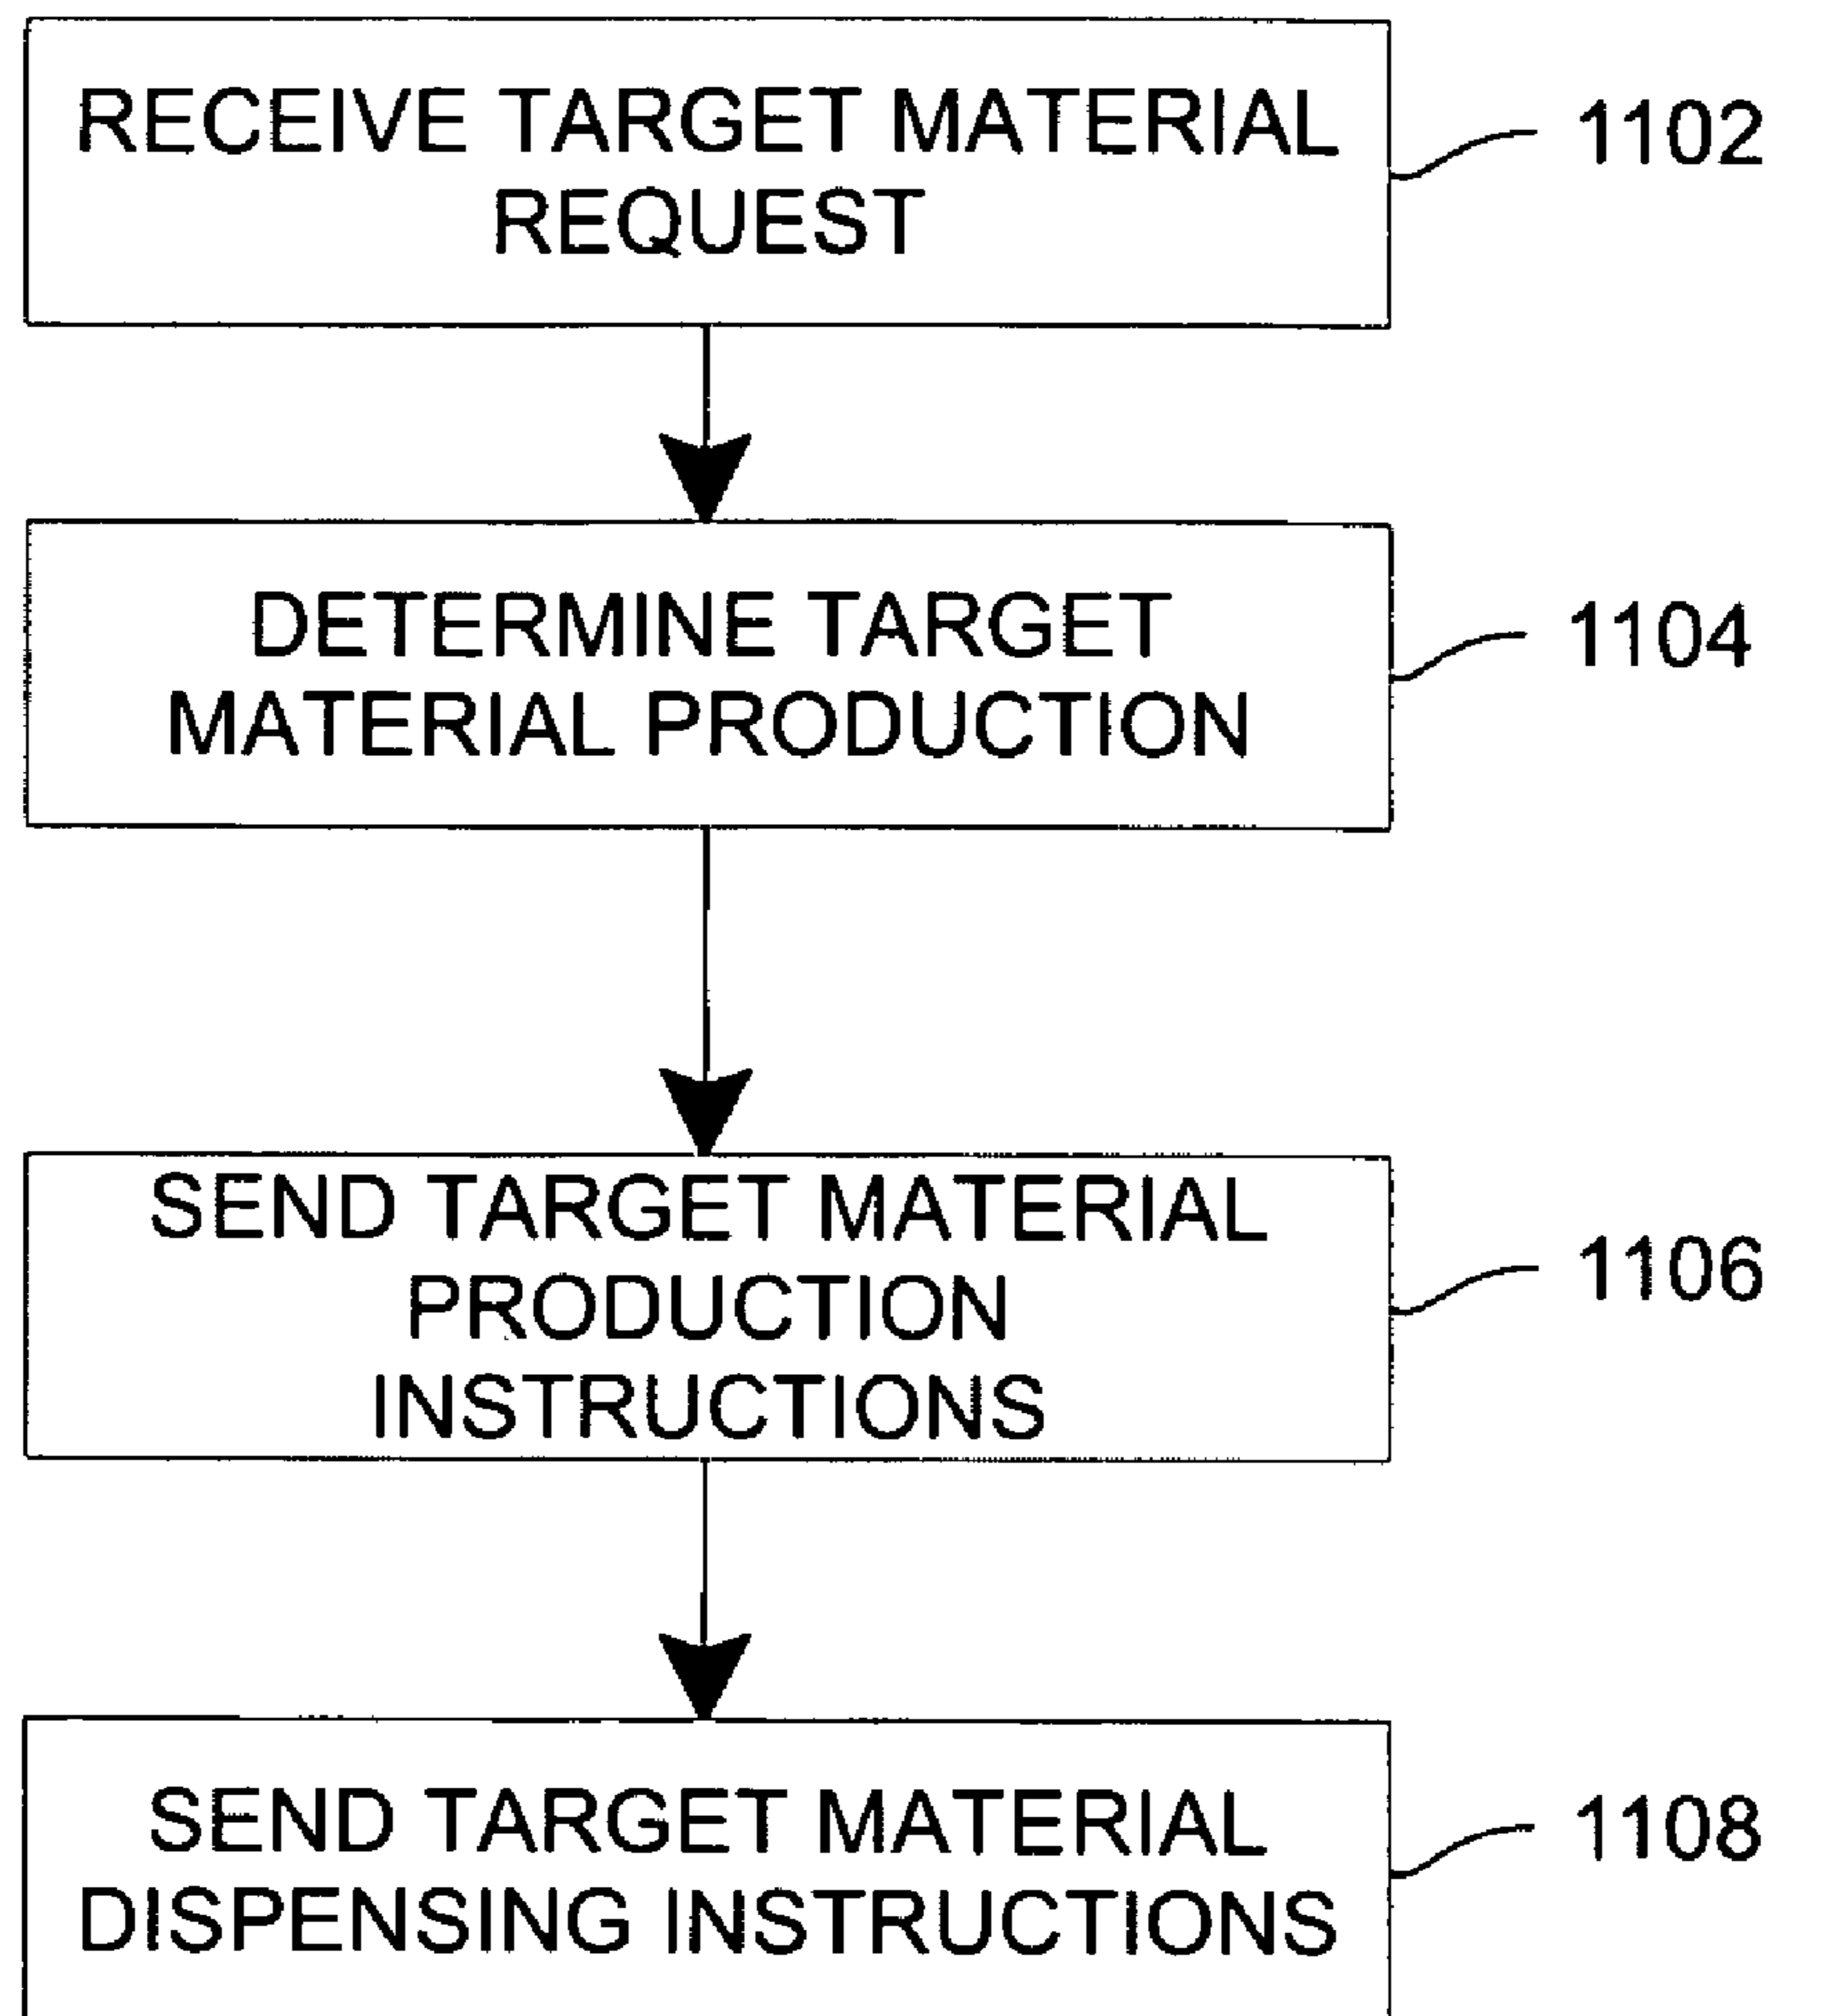 RECEIVE TARGET MATERIAL
REQUEST
1102
DETERMINE TARGET
MATERIAL PRODUCTION
1104
SEND TARGET MATERIAL
PRODUCTION
INSTRUCTIONS
1106
SEND TARGET MATERIAL
DISPENSING INSTRUCTIONS
1108